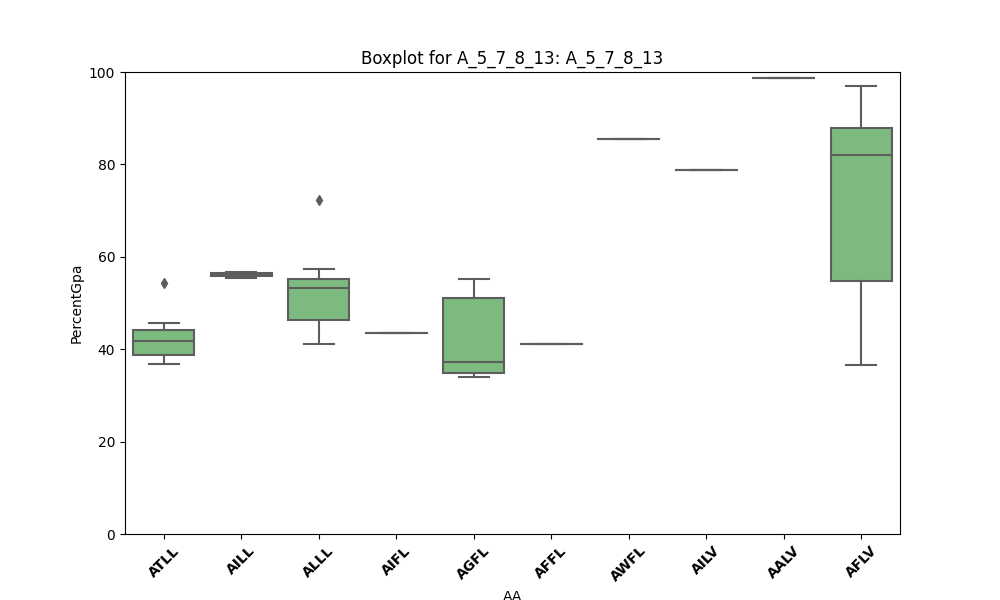 Boxplot for A_5_7_8_13: A_5_7_8_13
100
80
60
40
20
0
PercentGpa
ATLL
AILL
ALLL
AIFL
AGFL
AFFL
AWFL
AILV
AALV
AFLV
AA